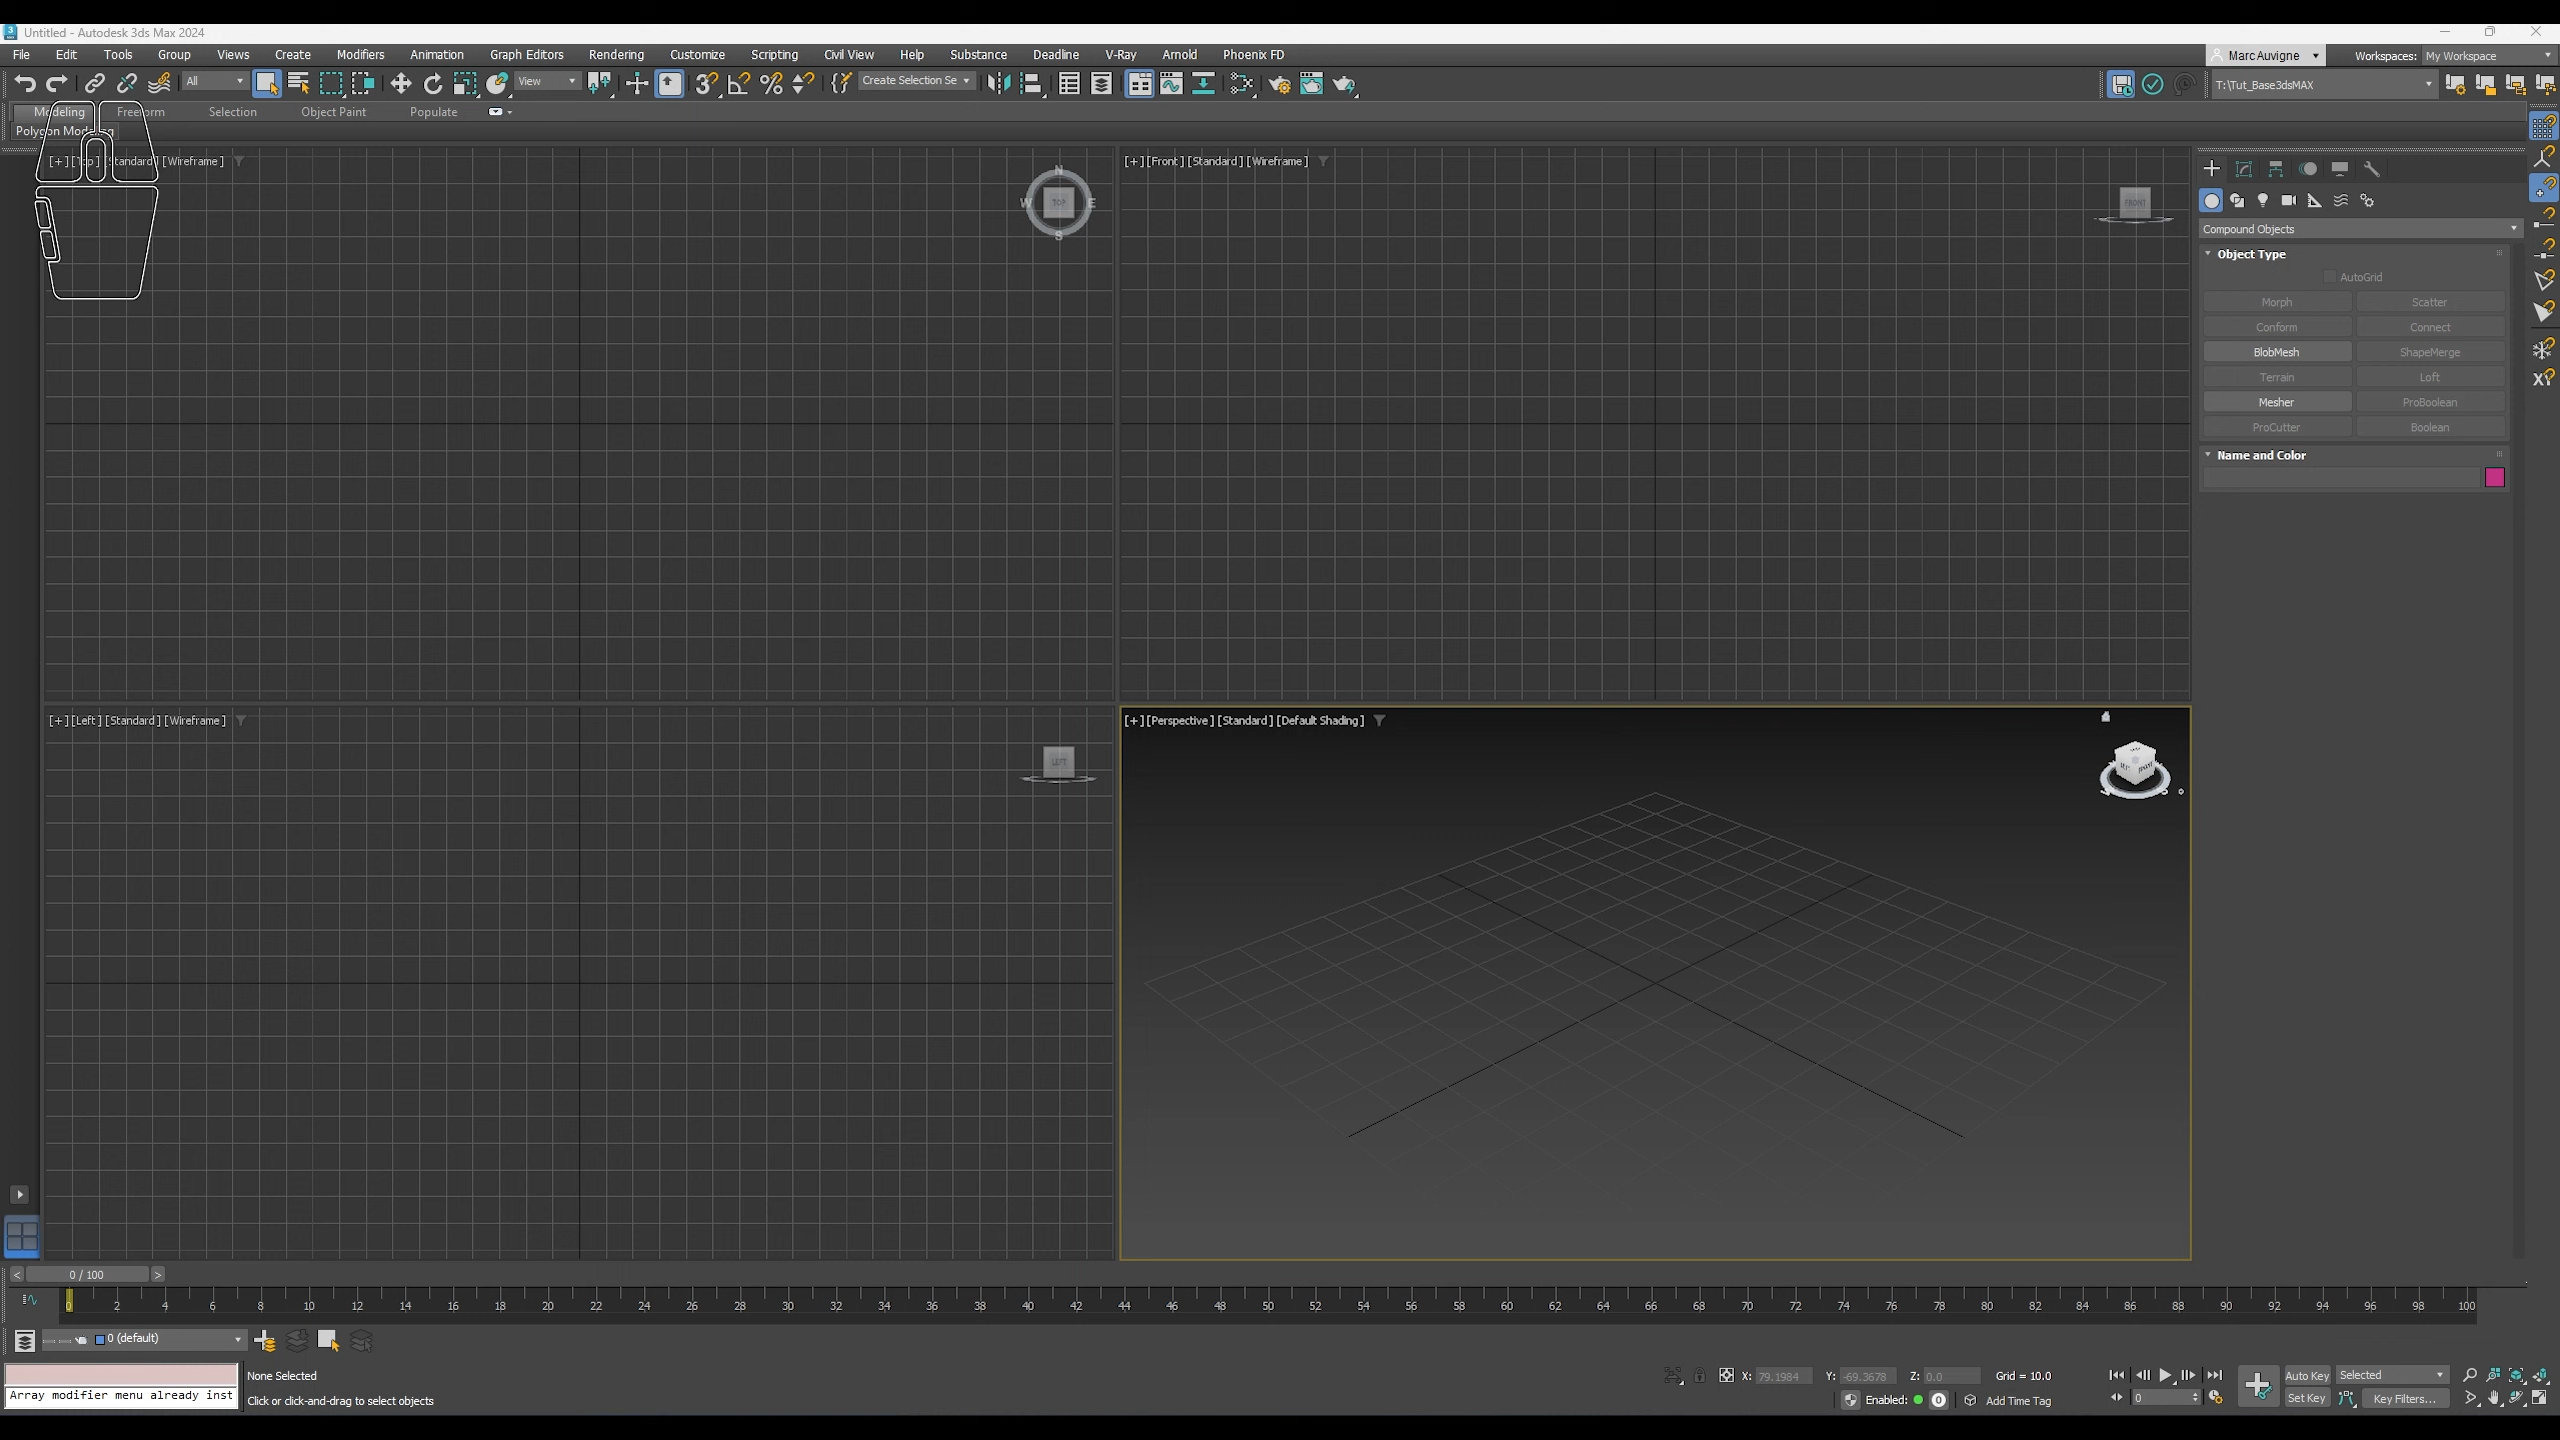 Untitled - Autodesk 3ds Max 2024
File Edit Tools Group Views Create Modifiers Animation Graph Editors Rendering Customize Scripting Civil View Help Substance Deadline V-Ray Arnold Phoenix FD
Marc Auvigne Workspaces: My Workspace
All View Create Selection Se T:\Tut_Base3dsMAX
Modeling Freeform Selection Object Paint Populate
Polygon Modeling
[+] [Top] [Standard] [Wireframe]
N
W TOP E
S
[+] [Front] [Standard] [Wireframe]
FRONT
Compound Objects
Object Type
AutoGrid
Morph Scatter
Conform Connect
BlobMesh ShapeMerge
Terrain Loft
Mesher ProBoolean
ProCutter Boolean
Name and Color
[+] [Left] [Standard] [Wireframe]
LEFT
[+] [Perspective] [Standard] [Default Shading]
< 0 / 100 >
0 2 4 6 8 10 12 14 16 18 20 22 24 26 28 30 32 34 36 38 40 42 44 46 48 50 52 54 56 58 60 62 64 66 68 70 72 74 76 78 80 82 84 86 88 90 92 94 96 98 100
0 (default)
None Selected
Array modifier menu already inst
Click or click-and-drag to select objects
X: 79.1984 Y: -69.3678 Z: 0.0 Grid = 10.0
Enabled: 0 Add Time Tag
Auto Key Selected
0 Set Key Key Filters...